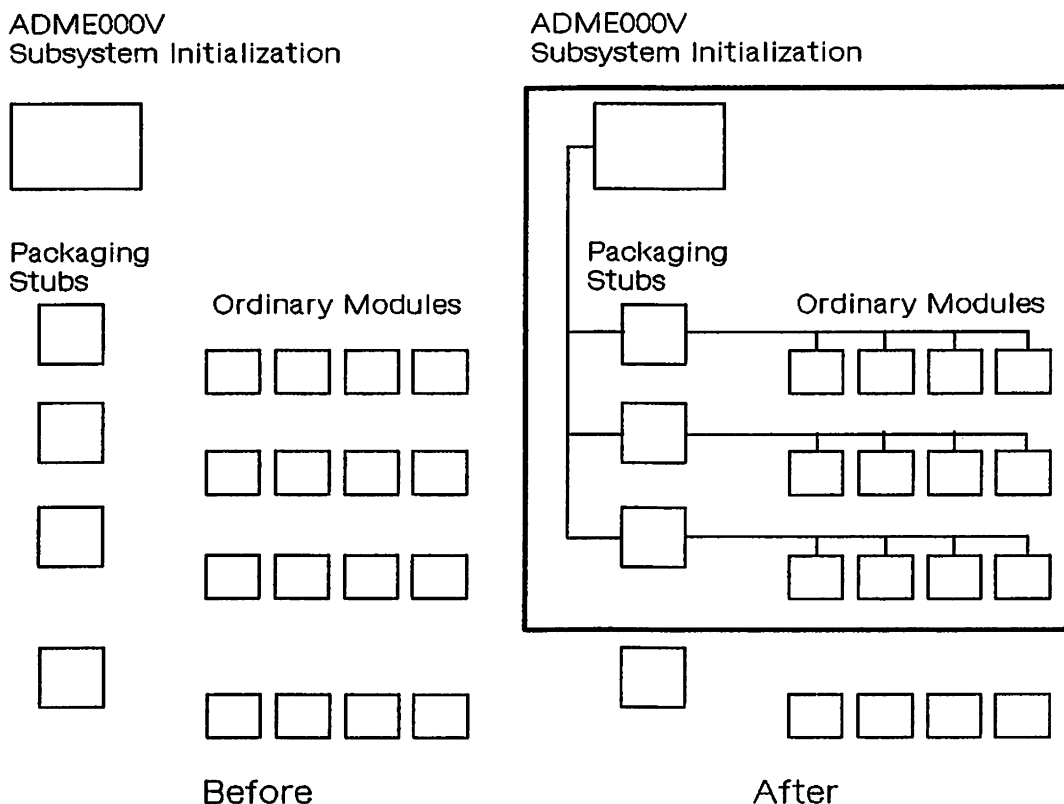 ADME000V
Subsystem Initialization
Packaging
Stubs
Ordinary Modules
Before
ADME000V
Subsystem Initialization
Packaging
Stubs
Ordinary Modules
After